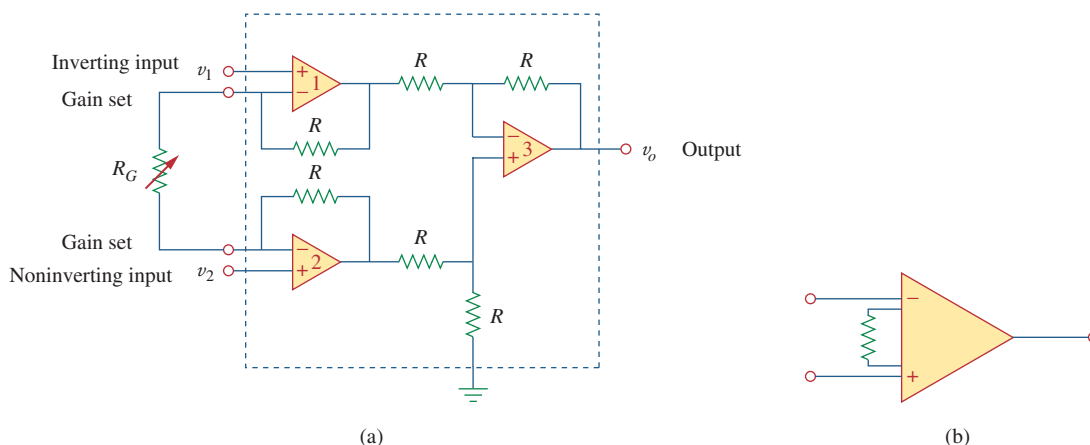 Inverting input v1 + 1 − R R
Gain set
R
− + 3 vo Output
RG
R
Gain set − 2 + R
Noninverting input v2
R
− +
(a) (b)